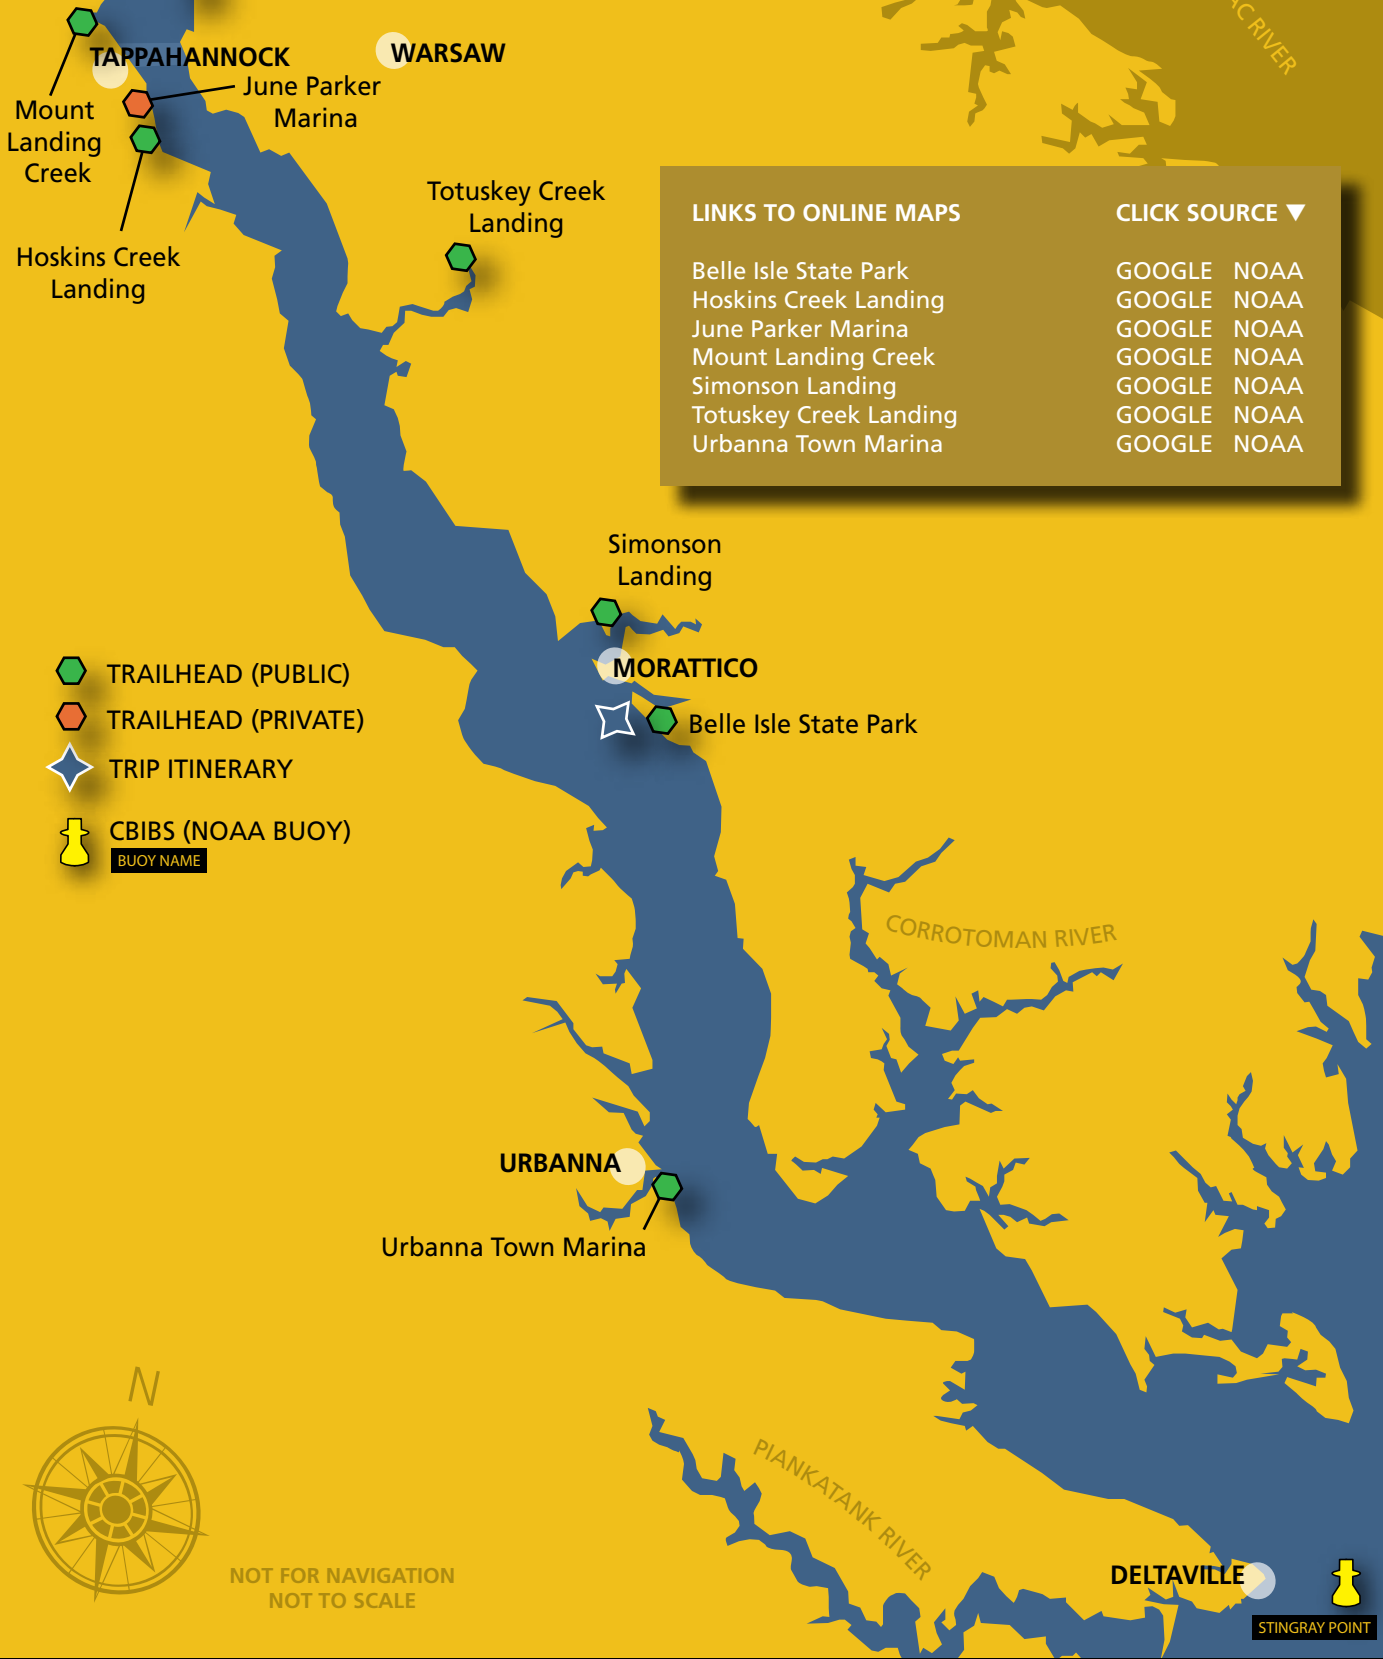 AC RIVER
TAPPAHANNOCK
WARSAW
June Parker
Marina
Mount
Landing
Creek
Totuskey Creek
Landing
Hoskins Creek
Landing
LINKS TO ONLINE MAPS CLICK SOURCE ▼
Belle Isle State Park GOOGLE NOAA
Hoskins Creek Landing GOOGLE NOAA
June Parker Marina GOOGLE NOAA
Mount Landing Creek GOOGLE NOAA
Simonson Landing GOOGLE NOAA
Totuskey Creek Landing GOOGLE NOAA
Urbanna Town Marina GOOGLE NOAA
Simonson
Landing
MORATTICO
Belle Isle State Park
TRAILHEAD (PUBLIC)
TRAILHEAD (PRIVATE)
TRIP ITINERARY
CBIBS (NOAA BUOY)
BUOY NAME
CORROTOMAN RIVER
URBANNA
Urbanna Town Marina
N
PIANKATANK RIVER
NOT FOR NAVIGATION
NOT TO SCALE
DELTAVILLE
STINGRAY POINT